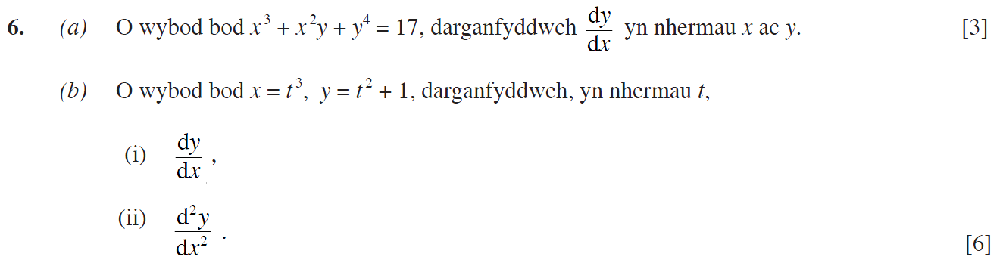 6. (a) O wybod bod x³ + x²y + y⁴ = 17, darganfyddwch dy/dx yn nhermau x ac y. [3]
(b) O wybod bod x = t³, y = t² + 1, darganfyddwch, yn nhermau t,
(i) dy/dx ,
(ii) d²y/dx² . [6]